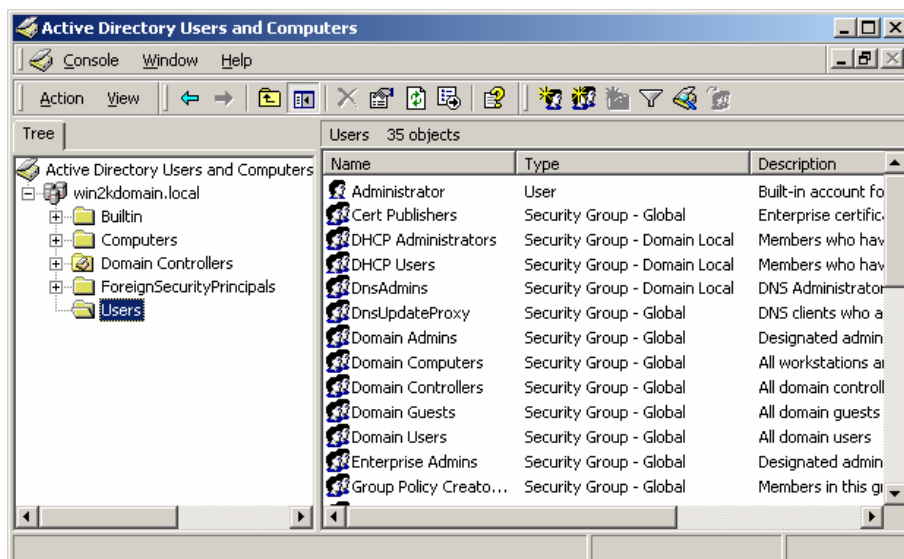 Active Directory Users and Computers
Console Window Help
Action View
Tree
Users 35 objects
Active Directory Users and Computers
win2kdomain.local
Builtin
Computers
Domain Controllers
ForeignSecurityPrincipals
Users
Name Type Description
Administrator User Built-in account fo
Cert Publishers Security Group - Global Enterprise certific
DHCP Administrators Security Group - Domain Local Members who hav
DHCP Users Security Group - Domain Local Members who hav
DnsAdmins Security Group - Domain Local DNS Administrator
DnsUpdateProxy Security Group - Global DNS clients who a
Domain Admins Security Group - Global Designated admin
Domain Computers Security Group - Global All workstations a
Domain Controllers Security Group - Global All domain controll
Domain Guests Security Group - Global All domain guests
Domain Users Security Group - Global All domain users
Enterprise Admins Security Group - Global Designated admin
Group Policy Creato... Security Group - Global Members in this g